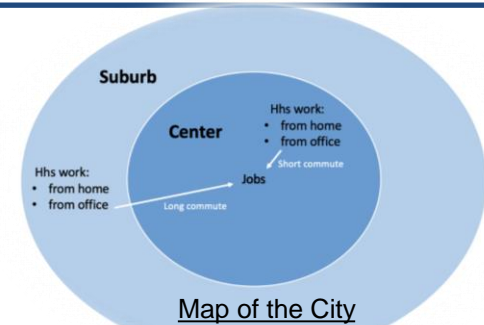 Suburb
Center
Hhs work:
• from home
• from office
Short commute
Jobs
Hhs work:
• from home
• from office
Long commute
Map of the City